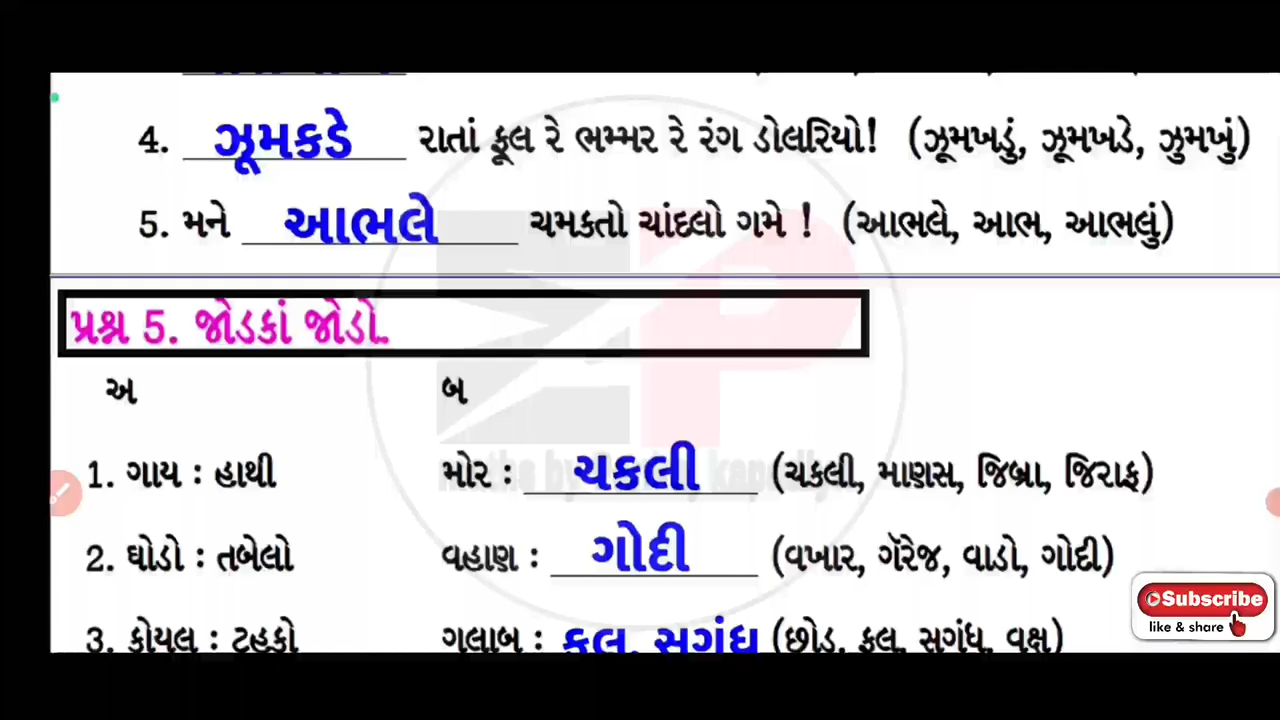 4. ઝૂમકડે રાતાં ફૂલ રે ભમ્મર રે રંગ ડોલરિયો! (ઝૂમખડું, ઝૂમખડે, ઝુમખું)
5. મને આભલે ચમકતો ચાંદલો ગમે ! (આભલે, આભ, આભલું)
પ્રશ્ન 5. જોડકાં જોડો.
અ બ
1. ગાય : હાથી મોર : ચકલી (ચકલી, માણસ, જિબ્રા, જિરાફ)
2. ઘોડો : તબેલો વહાણ : ગોદી (વખાર, ગૅરેજ, વાડો, ગોદી)
3. કોયલ : ટહુકો ગુલાબ : ફૂલ, સુગંધ (છોડ, ફૂલ, સુગંધ, વૃક્ષ)
Subscribe
like & share